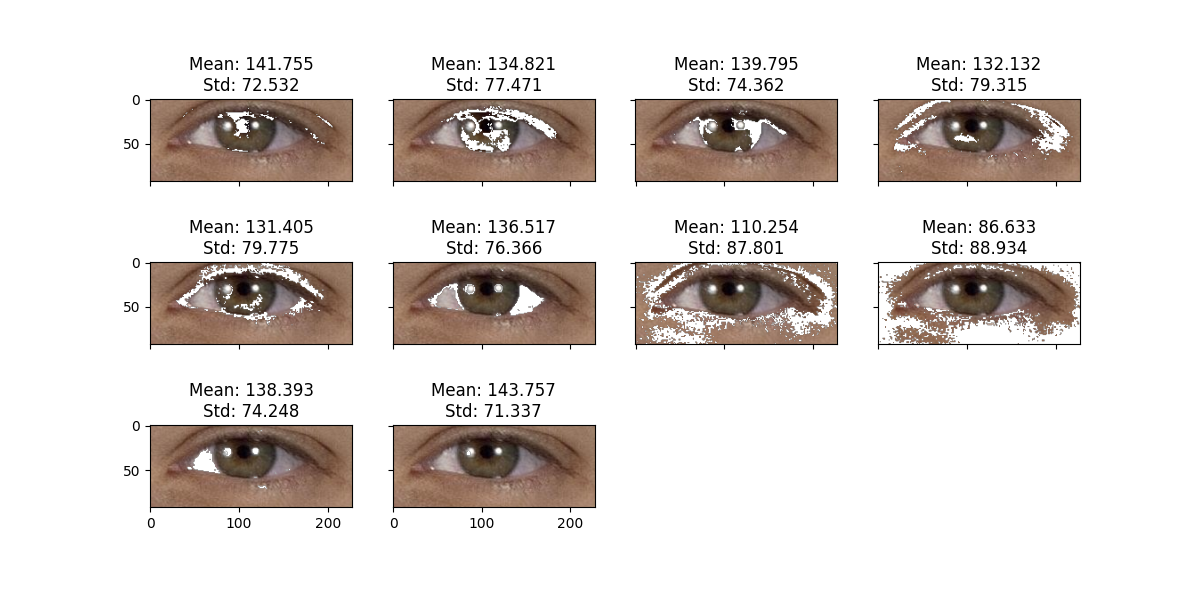 Mean: 141.755
Std: 72.532
Mean: 134.821
Std: 77.471
Mean: 139.795
Std: 74.362
Mean: 132.132
Std: 79.315
0
50
Mean: 131.405
Std: 79.775
Mean: 136.517
Std: 76.366
Mean: 110.254
Std: 87.801
Mean: 86.633
Std: 88.934
0
50
Mean: 138.393
Std: 74.248
Mean: 143.757
Std: 71.337
0
50
0 100 200
0 100 200